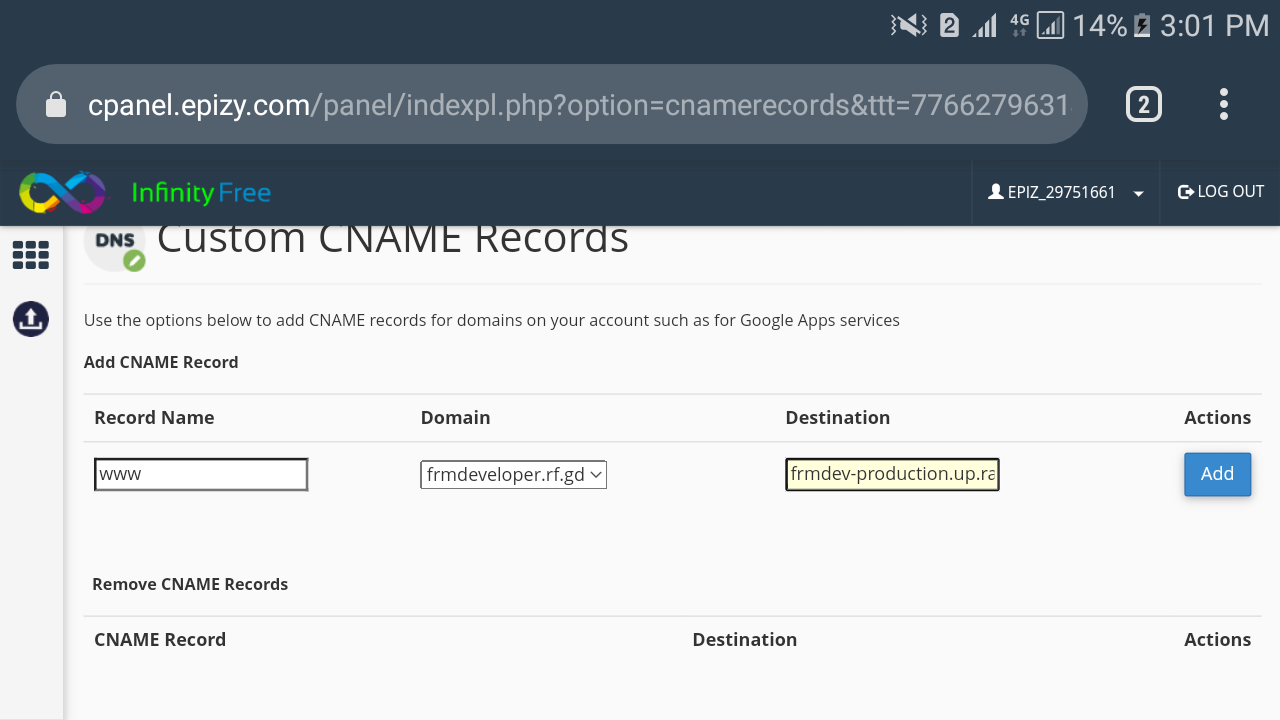 2 4G 14% 3:01 PM
cpanel.epizy.com/panel/indexpl.php?option=cnamerecords&ttt=7766279631
2
InfinityFree
EPIZ_29751661
LOG OUT
DNS
Custom CNAME Records
Use the options below to add CNAME records for domains on your account such as for Google Apps services
Add CNAME Record
Record Name Domain Destination Actions
www frmdeveloper.rf.gd frmdev-production.up.ra Add
Remove CNAME Records
CNAME Record Destination Actions